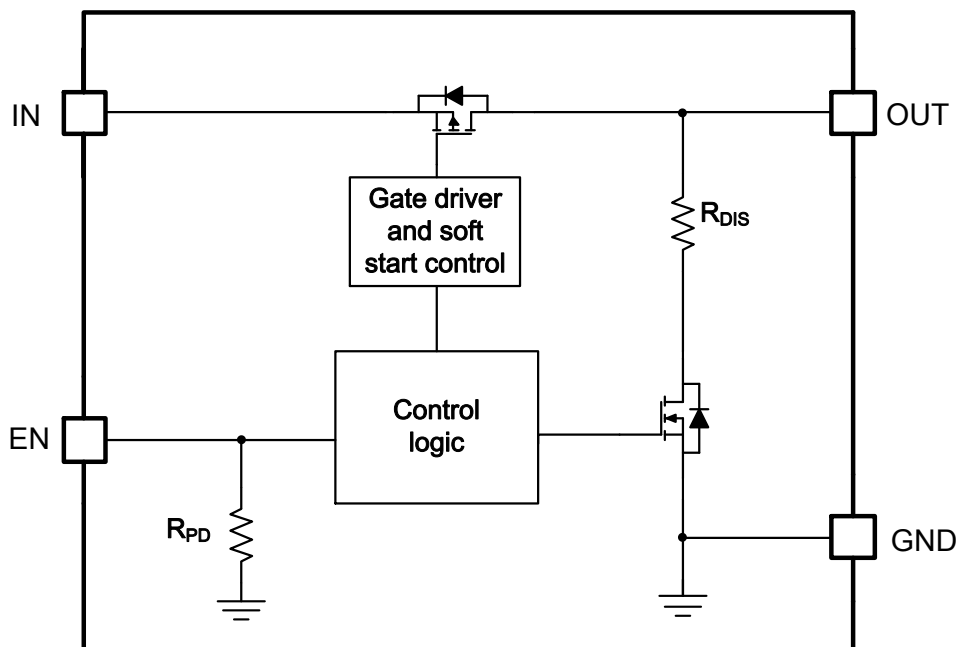 IN
OUT
Gate driver
and soft
start control
RDIS
Control
logic
EN
RPD
GND